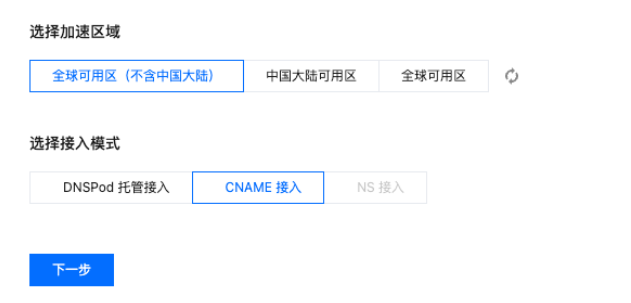 选择加速区域
全球可用区（不含中国大陆） 中国大陆可用区 全球可用区
选择接入模式
DNSPod 托管接入 CNAME 接入 NS 接入
下一步